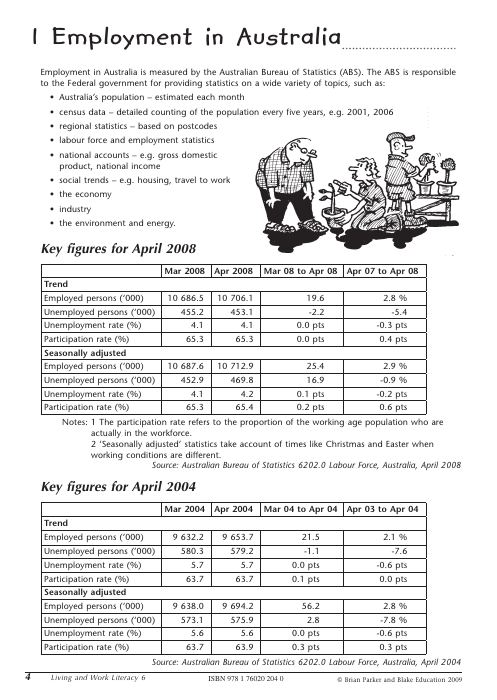 1 Employment in Australia
Employment in Australia is measured by the Australian Bureau of Statistics (ABS). The ABS is responsible
to the Federal government for providing statistics on a wide variety of topics, such as:
• Australia's population – estimated each month
• census data – detailed counting of the population every five years, e.g. 2001, 2006
• regional statistics – based on postcodes
• labour force and employment statistics
• national accounts – e.g. gross domestic
product, national income
• social trends – e.g. housing, travel to work
• the economy
• industry
• the environment and energy.
Key figures for April 2008
Mar 2008 Apr 2008 Mar 08 to Apr 08 Apr 07 to Apr 08
Trend
Employed persons ('000) 10 686.5 10 706.1 19.6 2.8 %
Unemployed persons ('000) 455.2 453.1 -2.2 -5.4
Unemployment rate (%) 4.1 4.1 0.0 pts -0.3 pts
Participation rate (%) 65.3 65.3 0.0 pts 0.4 pts
Seasonally adjusted
Employed persons ('000) 10 687.6 10 712.9 25.4 2.9 %
Unemployed persons ('000) 452.9 469.8 16.9 -0.9 %
Unemployment rate (%) 4.1 4.2 0.1 pts -0.2 pts
Participation rate (%) 65.3 65.4 0.2 pts 0.6 pts
Notes: 1 The participation rate refers to the proportion of the working age population who are
actually in the workforce.
2 'Seasonally adjusted' statistics take account of times like Christmas and Easter when
working conditions are different.
Source: Australian Bureau of Statistics 6202.0 Labour Force, Australia, April 2008
Key figures for April 2004
Mar 2004 Apr 2004 Mar 04 to Apr 04 Apr 03 to Apr 04
Trend
Employed persons ('000) 9 632.2 9 653.7 21.5 2.1 %
Unemployed persons ('000) 580.3 579.2 -1.1 -7.6
Unemployment rate (%) 5.7 5.7 0.0 pts -0.6 pts
Participation rate (%) 63.7 63.7 0.1 pts 0.0 pts
Seasonally adjusted
Employed persons ('000) 9 638.0 9 694.2 56.2 2.8 %
Unemployed persons ('000) 573.1 575.9 2.8 -7.8 %
Unemployment rate (%) 5.6 5.6 0.0 pts -0.6 pts
Participation rate (%) 63.7 63.9 0.3 pts 0.3 pts
Source: Australian Bureau of Statistics 6202.0 Labour Force, Australia, April 2004
4 Living and Work Literacy 6 ISBN 978 1 76020 204 0 © Brian Parker and Blake Education 2009